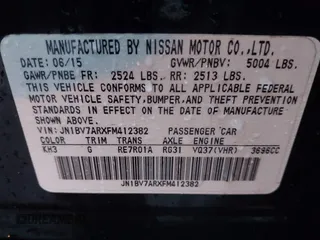 MANUFACTURED BY NISSAN MOTOR CO.,LTD.
DATE: 06/15 GVWR/PNBV: 5004 LBS.
GAWR/PNBE FR: 2524 LBS. RR: 2513 LBS.
THIS VEHICLE CONFORMS TO ALL APPLICABLE FEDERAL
MOTOR VEHICLE SAFETY, BUMPER, AND THEFT PREVENTION
STANDARDS IN EFFECT ON THE DATE OF
MANUFACTURE SHOWN ABOVE.
VIN: JN1BV7ARXFM412382 PASSENGER CAR
COLOR TRIM TRANS AXLE ENGINE
KH3 G RE7R01A RG31 VQ37(VHR) 3696CC
JN1BV7ARXFM412382